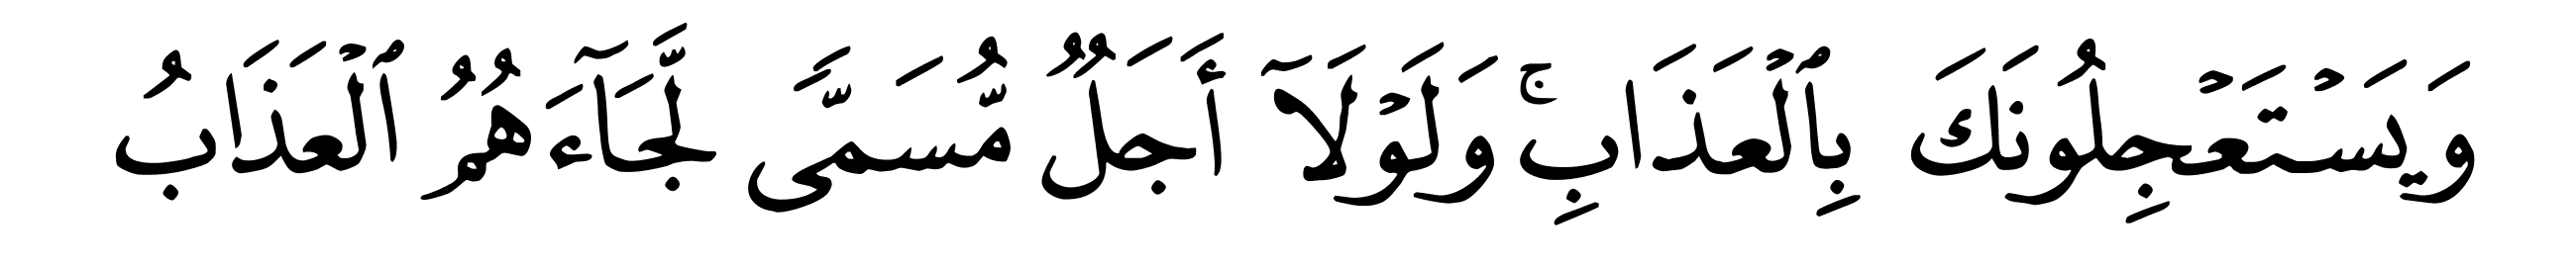 وَيَسۡتَعۡجِلُونَكَ بِٱلۡعَذَابِۚ وَلَوۡلَآ أَجَلٞ مُّسَمّٗى لَّجَآءَهُمُ ٱلۡعَذَابُ